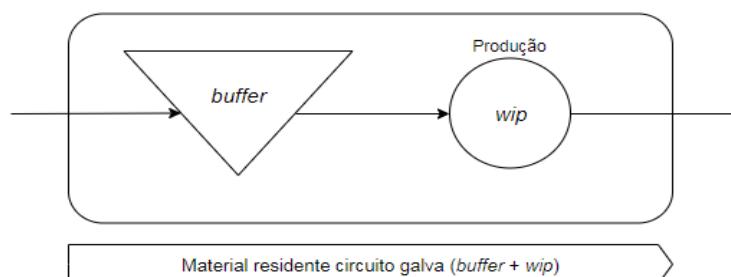 Produção
buffer
wip
Material residente circuito galva (buffer + wip)